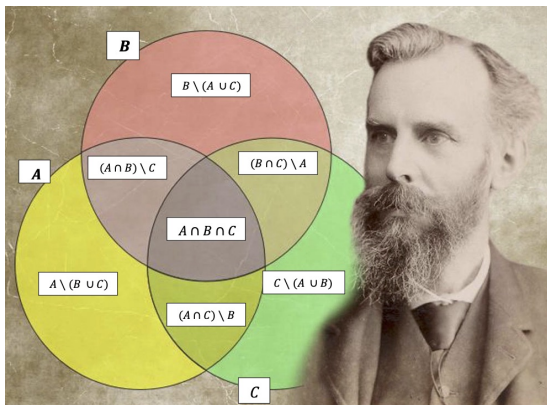 B
B \ (A ∪ C)
A
(A ∩ B) \ C
(B ∩ C) \ A
A ∩ B ∩ C
A \ (B ∪ C)
C \ (A ∪ B)
(A ∩ C) \ B
C